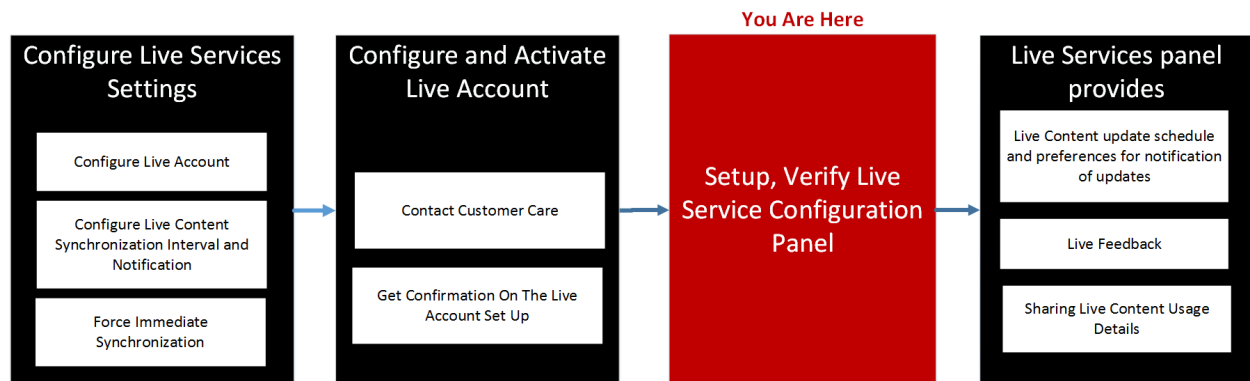 You Are Here
Configure Live Services
Settings
Configure Live Account
Configure Live Content
Synchronization Interval and
Notification
Force Immediate
Synchronization
Configure and Activate
Live Account
Contact Customer Care
Get Confirmation On The Live
Account Set Up
Setup, Verify Live
Service Configuration
Panel
Live Services panel
provides
Live Content update schedule
and preferences for notification
of updates
Live Feedback
Sharing Live Content Usage
Details